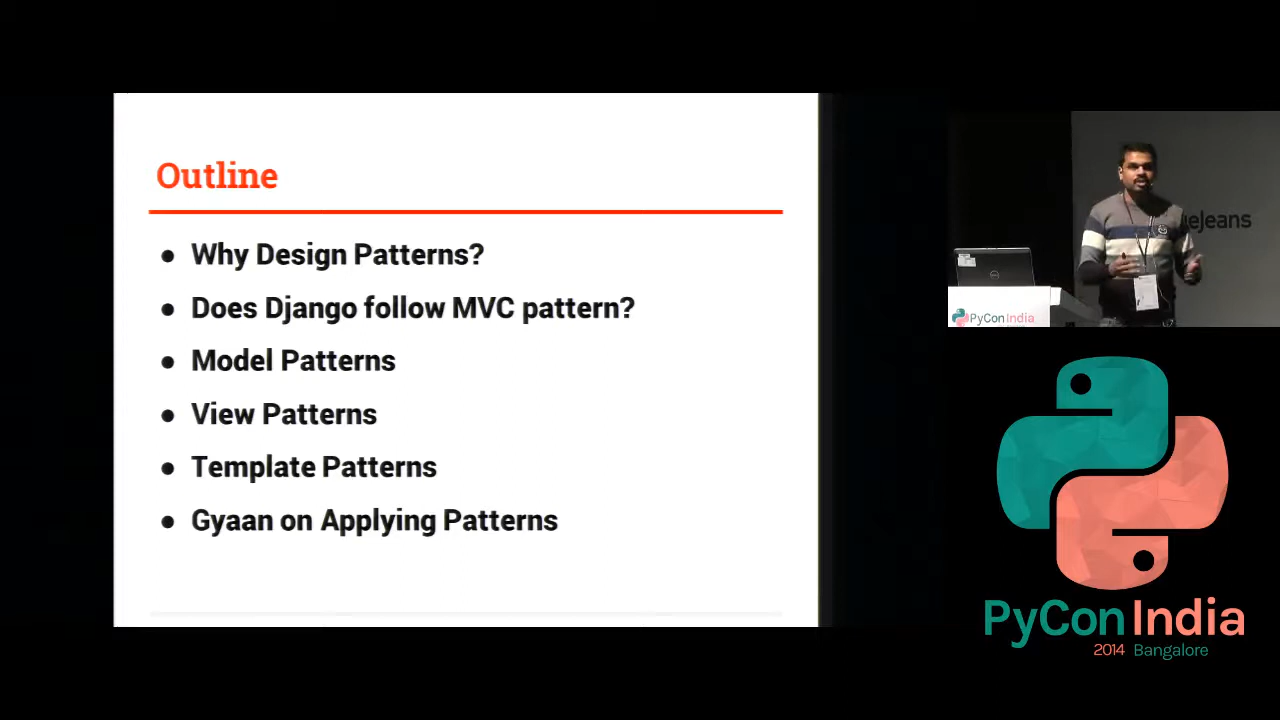 Outline
Why Design Patterns?
Does Django follow MVC pattern?
Model Patterns
View Patterns
Template Patterns
Gyaan on Applying Patterns
eJeans
PyCon India
PyCon India
2014 Bangalore